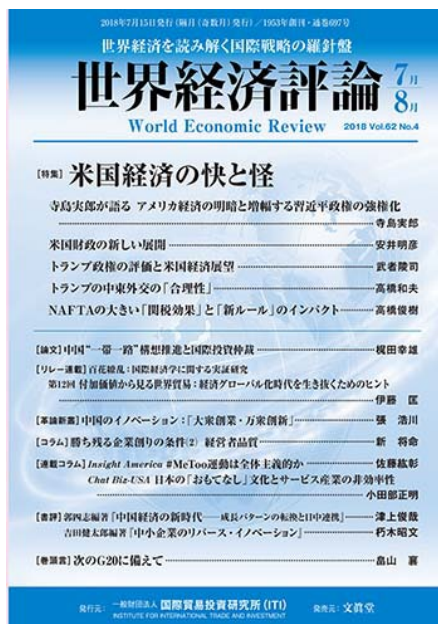 2018年7月15日発行(隔月(奇数月)発行)/1953年創刊・通巻697号
世界経済を読み解く国際戦略の羅針盤
世界経済評論 7月8月
World Economic Review 2018 Vol.62 No.4
[特集] 米国経済の快と怪
寺島実郎が語る アメリカ経済の明暗と増幅する習近平政権の強権化
寺島実郎
米国財政の新しい展開 安井明彦
トランプ政権の評価と米国経済展望 武者陵司
トランプの中東外交の「合理性」 高橋和夫
NAFTAの大きい「関税効果」と「新ルール」のインパクト 高橋俊樹
[論文] 中国“一帯一路”構想推進と国際投資仲裁 梶田幸雄
[リレー連載] 百花繚乱:国際経済学に関する実証研究
第12回 付加価値から見る世界貿易:経済グローバル化時代を生き抜くためのヒント
伊藤 匡
[革論新叢] 中国のイノベーション:「大衆創業・万衆創新」 張 浩川
[コラム] 勝ち残る企業創りの条件(2) 経営者品質 新 将命
[連載コラム] Insight America #MeToo運動は全体主義的か 佐藤紘彰
Chat Biz-USA 日本の「おもてなし」文化とサービス産業の非効率性
小田部正明
[書評] 郭四志編著『中国経済の新時代――成長パターンの転換と日中連携』 津上俊哉
吉田健太郎編著『中小企業のリバース・イノベーション』 朽木昭文
[巻頭言] 次のG20に備えて 畠山 襄
発行元: 一般財団法人 国際貿易投資研究所(ITI) 発売元: 文眞堂
INSTITUTE FOR INTERNATIONAL TRADE AND INVESTMENT